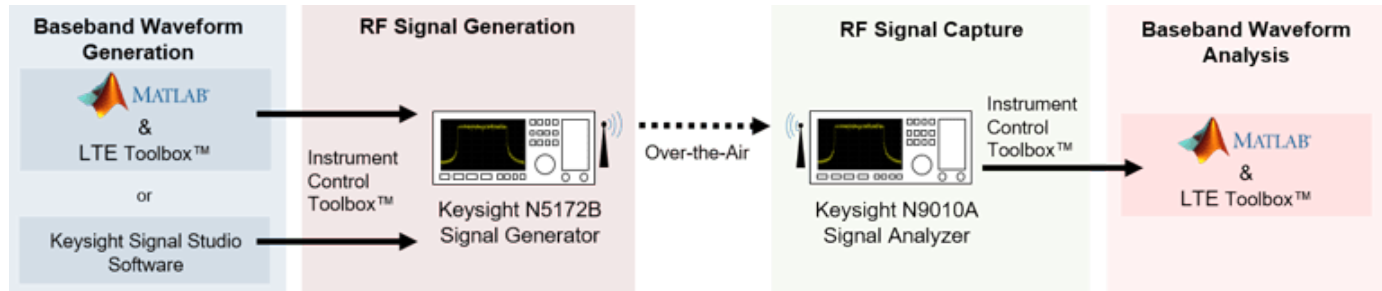 Baseband Waveform
Generation
MATLAB®
&
LTE Toolbox™
or
Keysight Signal Studio
Software
RF Signal Generation
Instrument
Control
Toolbox™
Keysight N5172B
Signal Generator
Over-the-Air
RF Signal Capture
Keysight N9010A
Signal Analyzer
Instrument
Control
Toolbox™
Baseband Waveform
Analysis
MATLAB®
&
LTE Toolbox™